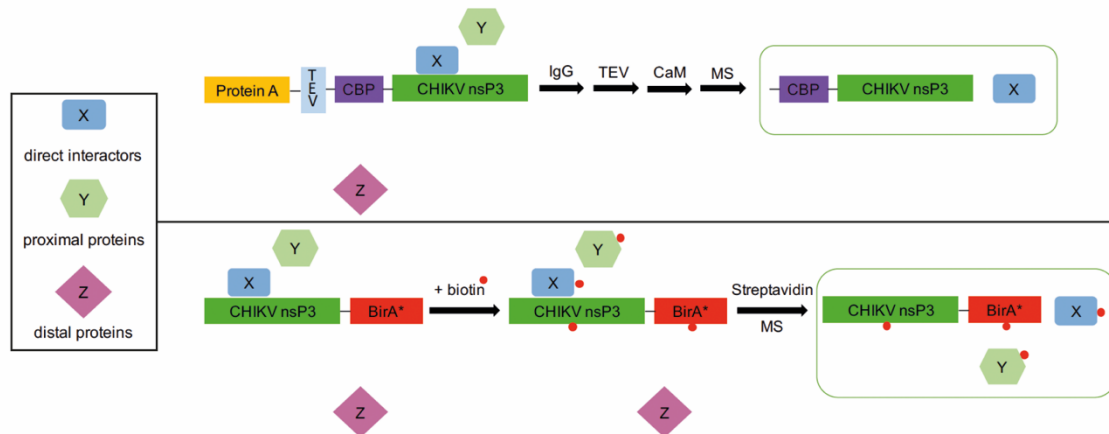 X
direct interactors
Y
proximal proteins
Z
distal proteins
Y
X
Protein A
TEV
CBP
CHIKV nsP3
IgG
TEV
CaM
MS
CBP
CHIKV nsP3
X
Z
Y
X
CHIKV nsP3
BirA*
+ biotin
Y
X
CHIKV nsP3
BirA*
Streptavidin
MS
CHIKV nsP3
BirA*
X
Y
Z
Z